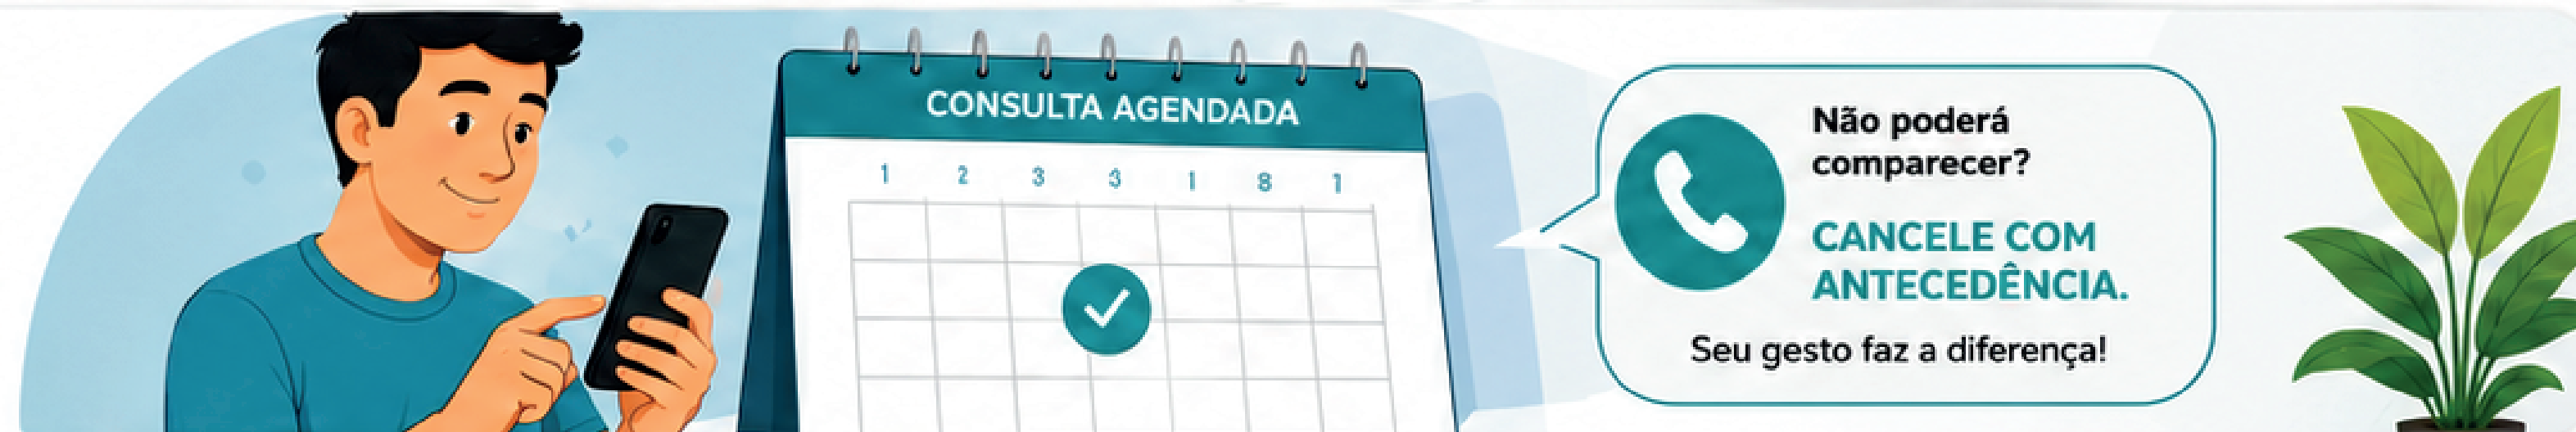 CONSULTA AGENDADA
1 2 3 3 1 8 1
Não poderá
comparecer?
CANCELE COM
ANTECEDÊNCIA.
Seu gesto faz a diferença!